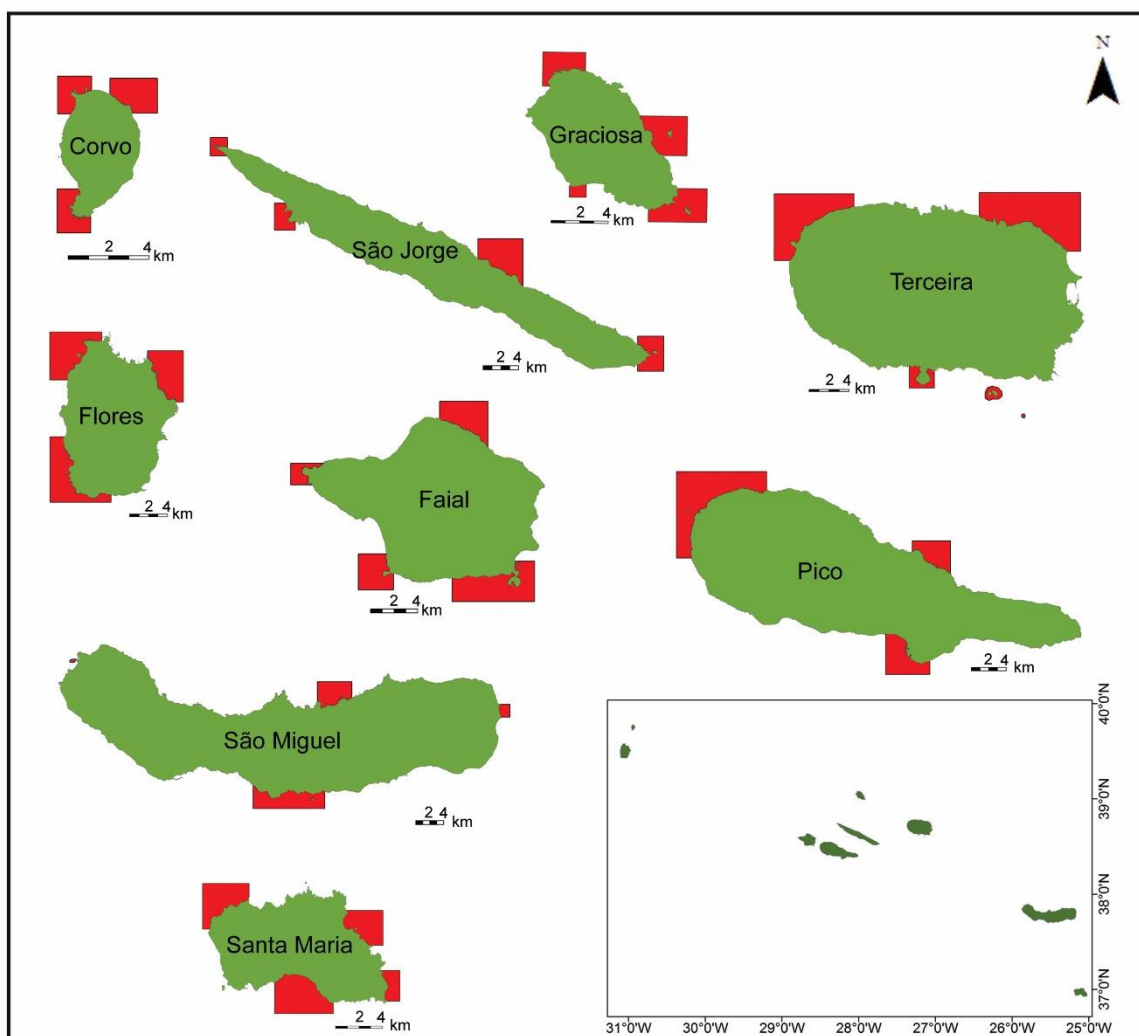 N
Corvo
2 4 km
Graciosa
2 4 km
São Jorge
2 4 km
Terceira
2 4 km
Flores
2 4 km
Faial
2 4 km
Pico
2 4 km
São Miguel
2 4 km
Santa Maria
2 4 km
40°0'N
39°0'N
38°0'N
37°0'N
31°0'W 30°0'W 29°0'W 28°0'W 27°0'W 26°0'W 25°0'W